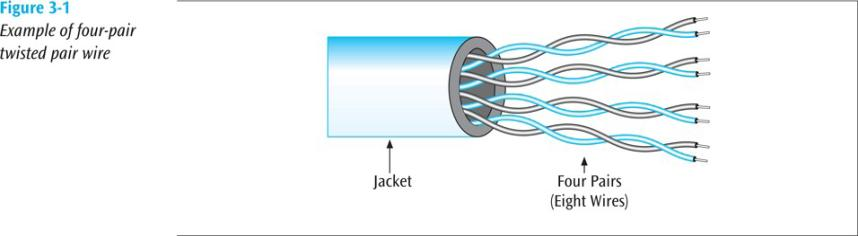 Figure 3-1
Example of four-pair
twisted pair wire
Jacket
Four Pairs
(Eight Wires)